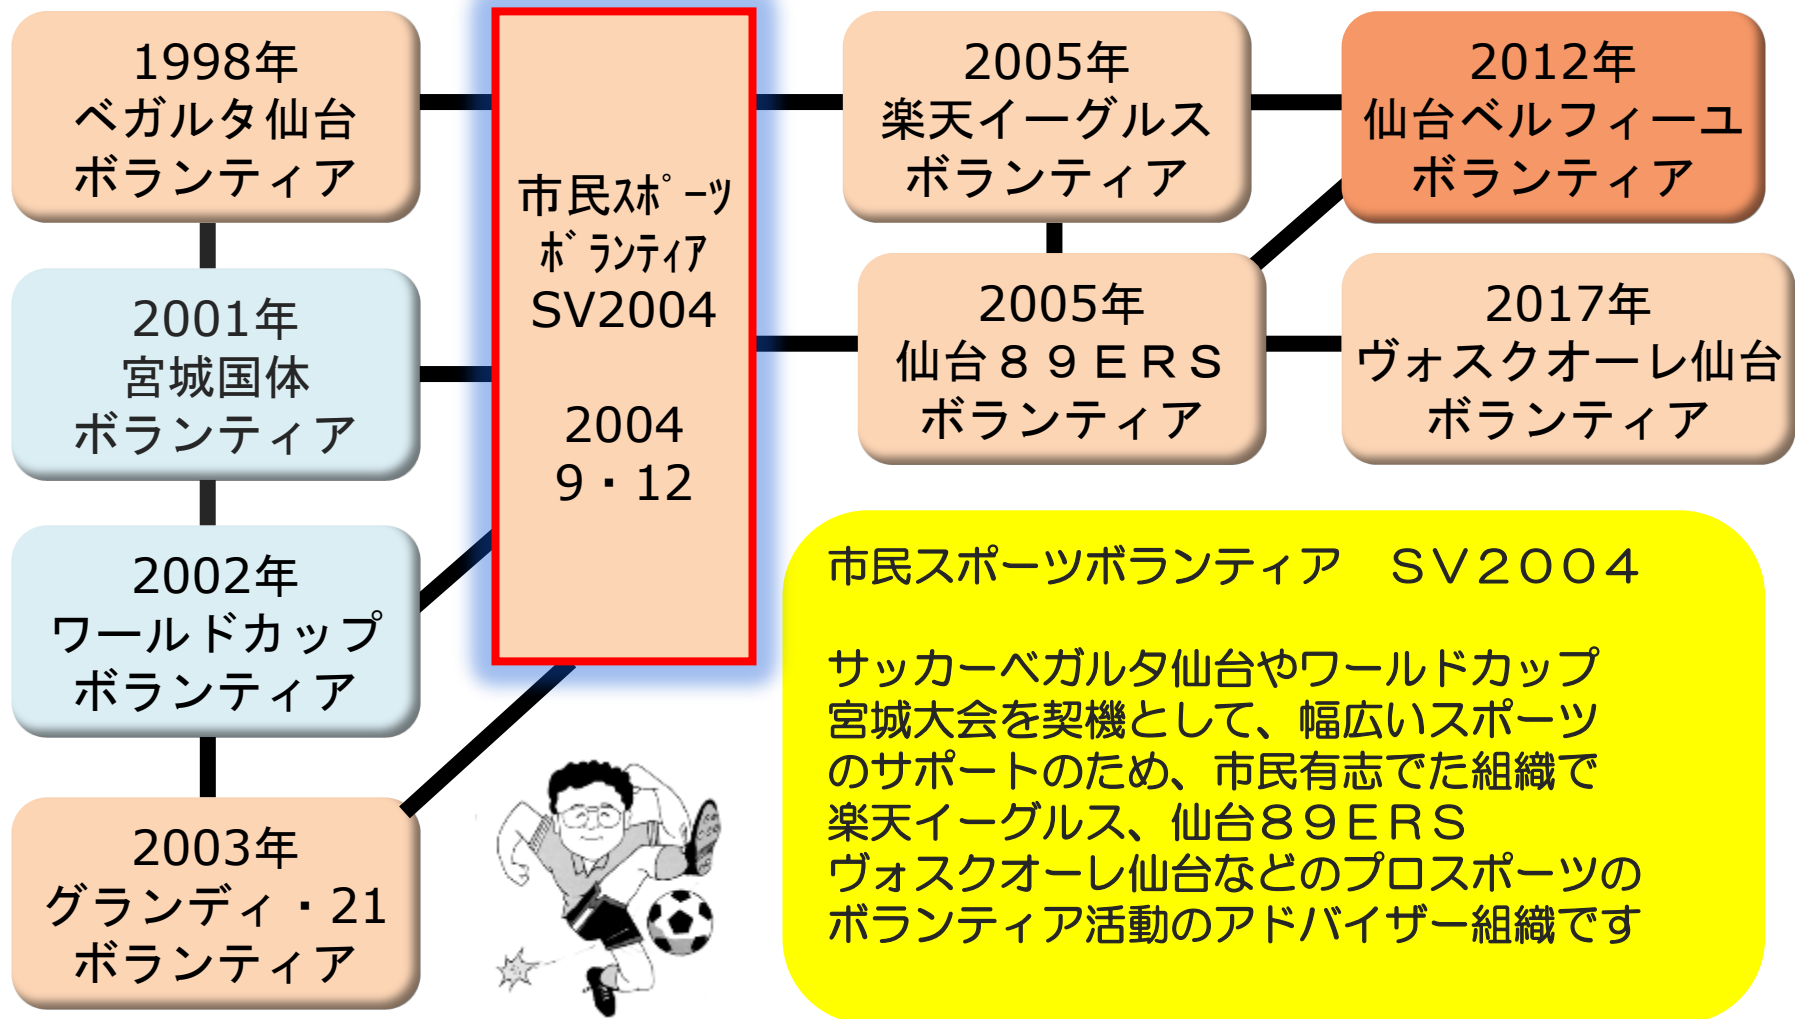 1998年
ベガルタ仙台
ボランティア
2001年
宮城国体
ボランティア
2002年
ワールドカップ
ボランティア
2003年
グランディ・21
ボランティア
市民ｽﾎﾟｰﾂ
ﾎﾞﾗﾝﾃｨｱ
SV2004
2004
9・12
2005年
楽天イーグルス
ボランティア
2012年
仙台ベルフィーユ
ボランティア
2005年
仙台８９ＥＲＳ
ボランティア
2017年
ヴォスクオーレ仙台
ボランティア
市民スポーツボランティア　ＳＶ２００４
サッカーベガルタ仙台やワールドカップ
宮城大会を契機として、幅広いスポーツ
のサポートのため、市民有志でた組織で
楽天イーグルス、仙台８９ＥＲＳ
ヴォスクオーレ仙台などのプロスポーツの
ボランティア活動のアドバイザー組織です